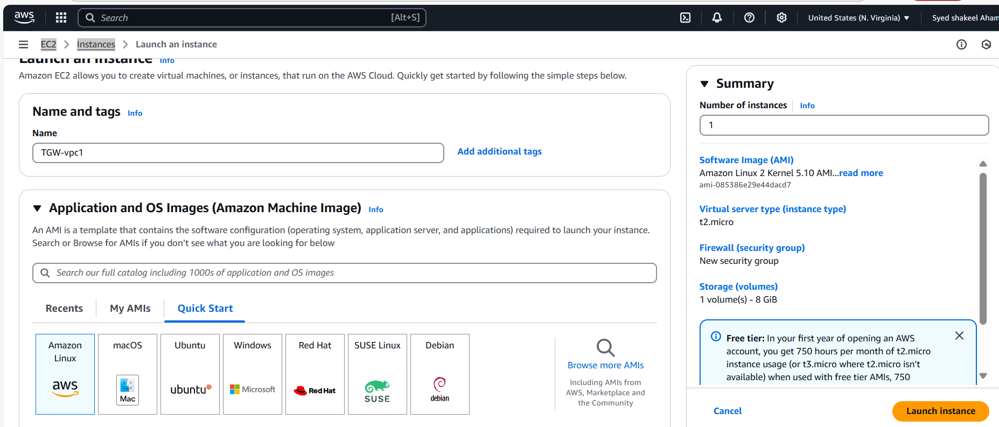 aws
Search
[Alt+S]
United States (N. Virginia)
Syed shakeel Aham
EC2 > Instances > Launch an instance
Launch an instance Info
Amazon EC2 allows you to create virtual machines, or instances, that run on the AWS Cloud. Quickly get started by following the simple steps below.
Name and tags Info
Name
TGW-vpc1
Add additional tags
Application and OS Images (Amazon Machine Image) Info
An AMI is a template that contains the software configuration (operating system, application server, and applications) required to launch your instance.
Search or Browse for AMIs if you don't see what you are looking for below
Search our full catalog including 1000s of application and OS images
Recents
My AMIs
Quick Start
Amazon
Linux
aws
macOS
Mac
Ubuntu
ubuntu
Windows
Microsoft
Red Hat
Red Hat
SUSE Linux
SUSE
Debian
debian
Browse more AMIs
Including AMIs from
AWS, Marketplace and
the Community
Summary
Number of instances Info
1
Software Image (AMI)
Amazon Linux 2 Kernel 5.10 AMI...read more
ami-085386e29e44dacd7
Virtual server type (instance type)
t2.micro
Firewall (security group)
New security group
Storage (volumes)
1 volume(s) - 8 GiB
Free tier: In your first year of opening an AWS
account, you get 750 hours per month of t2.micro
instance usage (or t3.micro where t2.micro isn't
available) when used with free tier AMIs, 750
Cancel
Launch instance